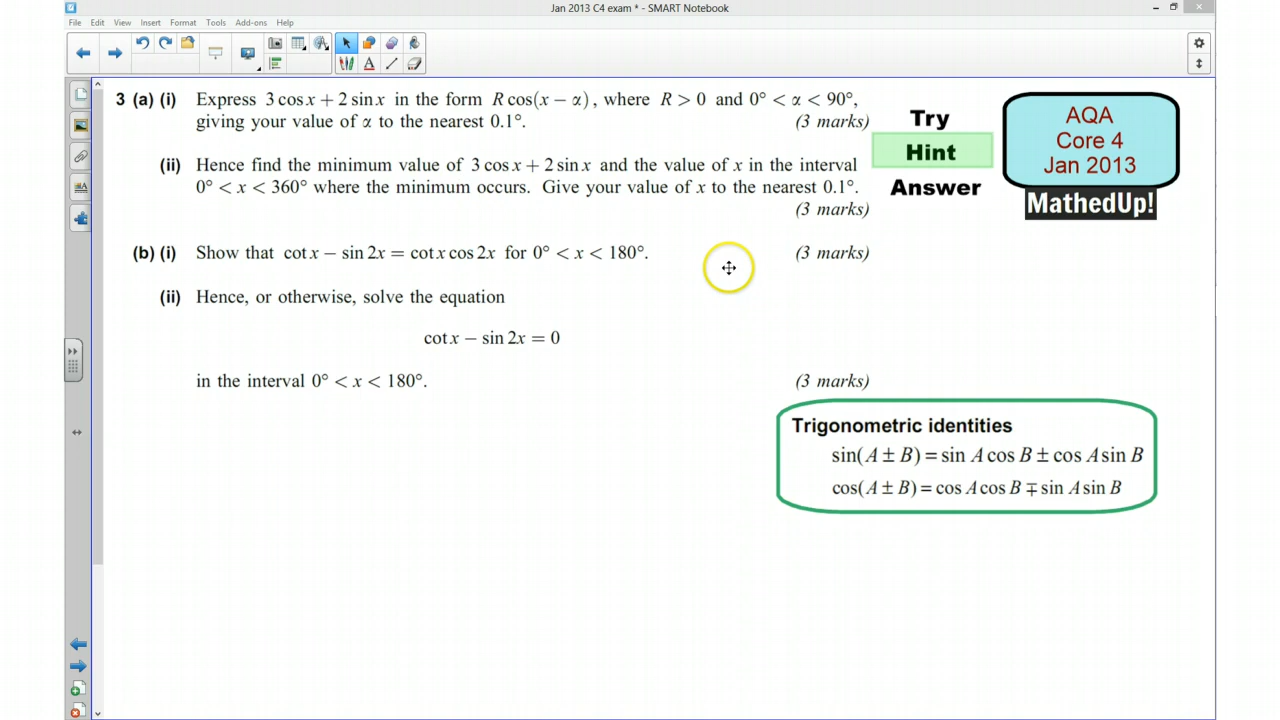 Jan 2013 C4 exam * - SMART Notebook
File Edit View Insert Format Tools Add-ons Help
3 (a) (i) Express 3 cos x + 2 sin x in the form R cos(x − α), where R > 0 and 0° < α < 90°,
giving your value of α to the nearest 0.1°. (3 marks)
(ii) Hence find the minimum value of 3 cos x + 2 sin x and the value of x in the interval
0° < x < 360° where the minimum occurs. Give your value of x to the nearest 0.1°.
(3 marks)
(b) (i) Show that cot x − sin 2x = cot x cos 2x for 0° < x < 180°. (3 marks)
(ii) Hence, or otherwise, solve the equation
cot x − sin 2x = 0
in the interval 0° < x < 180°. (3 marks)
Try
Hint
Answer
AQA
Core 4
Jan 2013
MathedUp!
Trigonometric identities
sin(A ± B) = sin A cos B ± cos A sin B
cos(A ± B) = cos A cos B ∓ sin A sin B